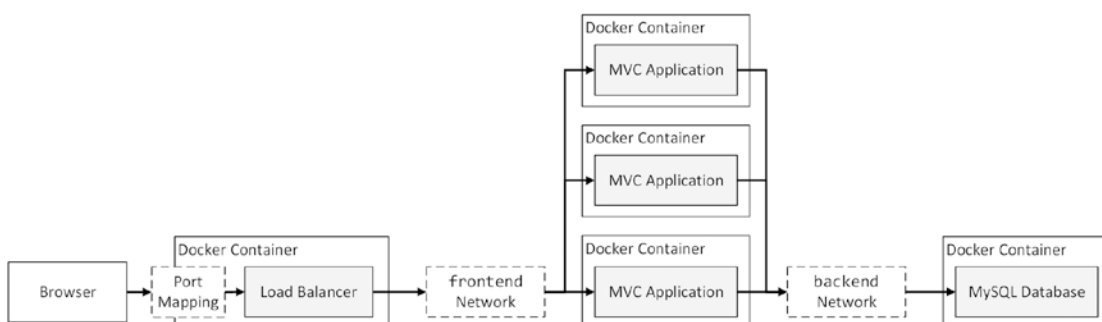 Docker Container
MVC Application
Docker Container
MVC Application
Docker Container
Docker Container
Docker Container
Browser
Port
Mapping
Load Balancer
frontend
Network
MVC Application
backend
Network
MySQL Database